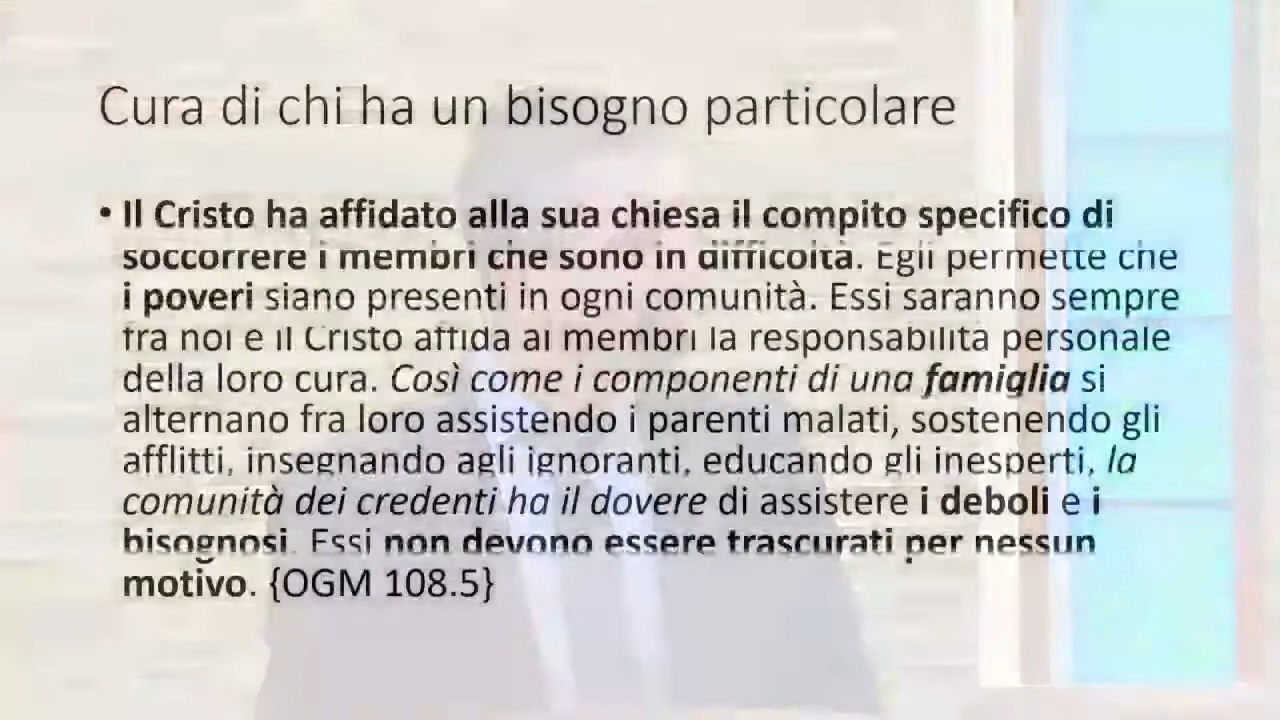 Cura di chi ha un bisogno particolare
• Il Cristo ha affidato alla sua chiesa il compito specifico di
soccorrere i membri che sono in difficoltà. Egli permette che
i poveri siano presenti in ogni comunità. Essi saranno sempre
fra noi e il Cristo affida ai membri la responsabilità personale
della loro cura. Così come i componenti di una famiglia si
alternano fra loro assistendo i parenti malati, sostenendo gli
afflitti, insegnando agli ignoranti, educando gli inesperti, la
comunità dei credenti ha il dovere di assistere i deboli e i
bisognosi. Essi non devono essere trascurati per nessun
motivo. {OGM 108.5}